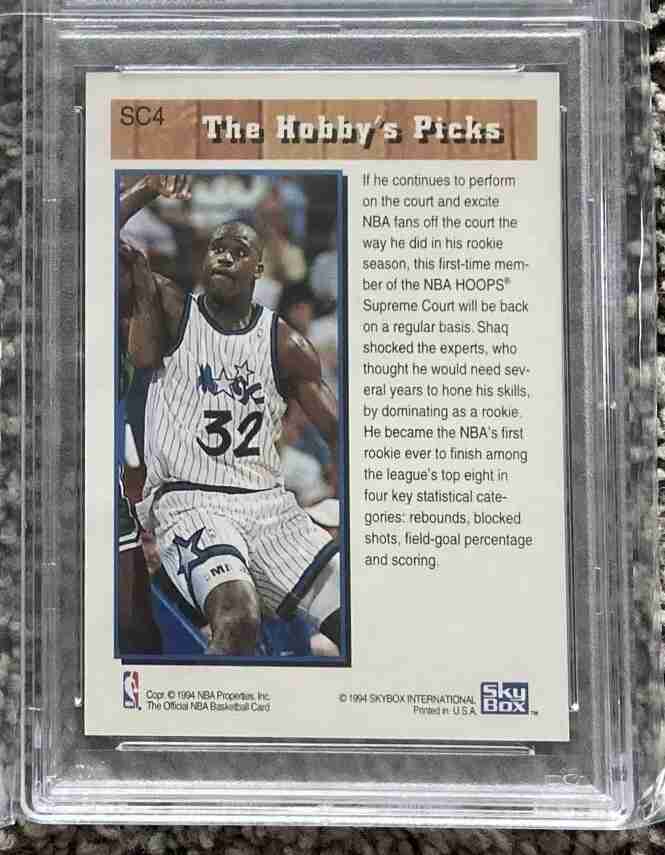 SC4
The Hobby's Picks
If he continues to perform
on the court and excite
NBA fans off the court the
way he did in his rookie
season, this first-time mem-
ber of the NBA HOOPS®
Supreme Court will be back
on a regular basis. Shaq
shocked the experts, who
thought he would need sev-
eral years to hone his skills,
by dominating as a rookie.
He became the NBA's first
rookie ever to finish among
the league's top eight in
four key statistical cate-
gories: rebounds, blocked
shots, field-goal percentage
and scoring.
32
Copr. © 1994 NBA Properties, Inc.
The Official NBA Basketball Card
© 1994 SKYBOX INTERNATIONAL
Printed in U.S.A.
Sky
Box™